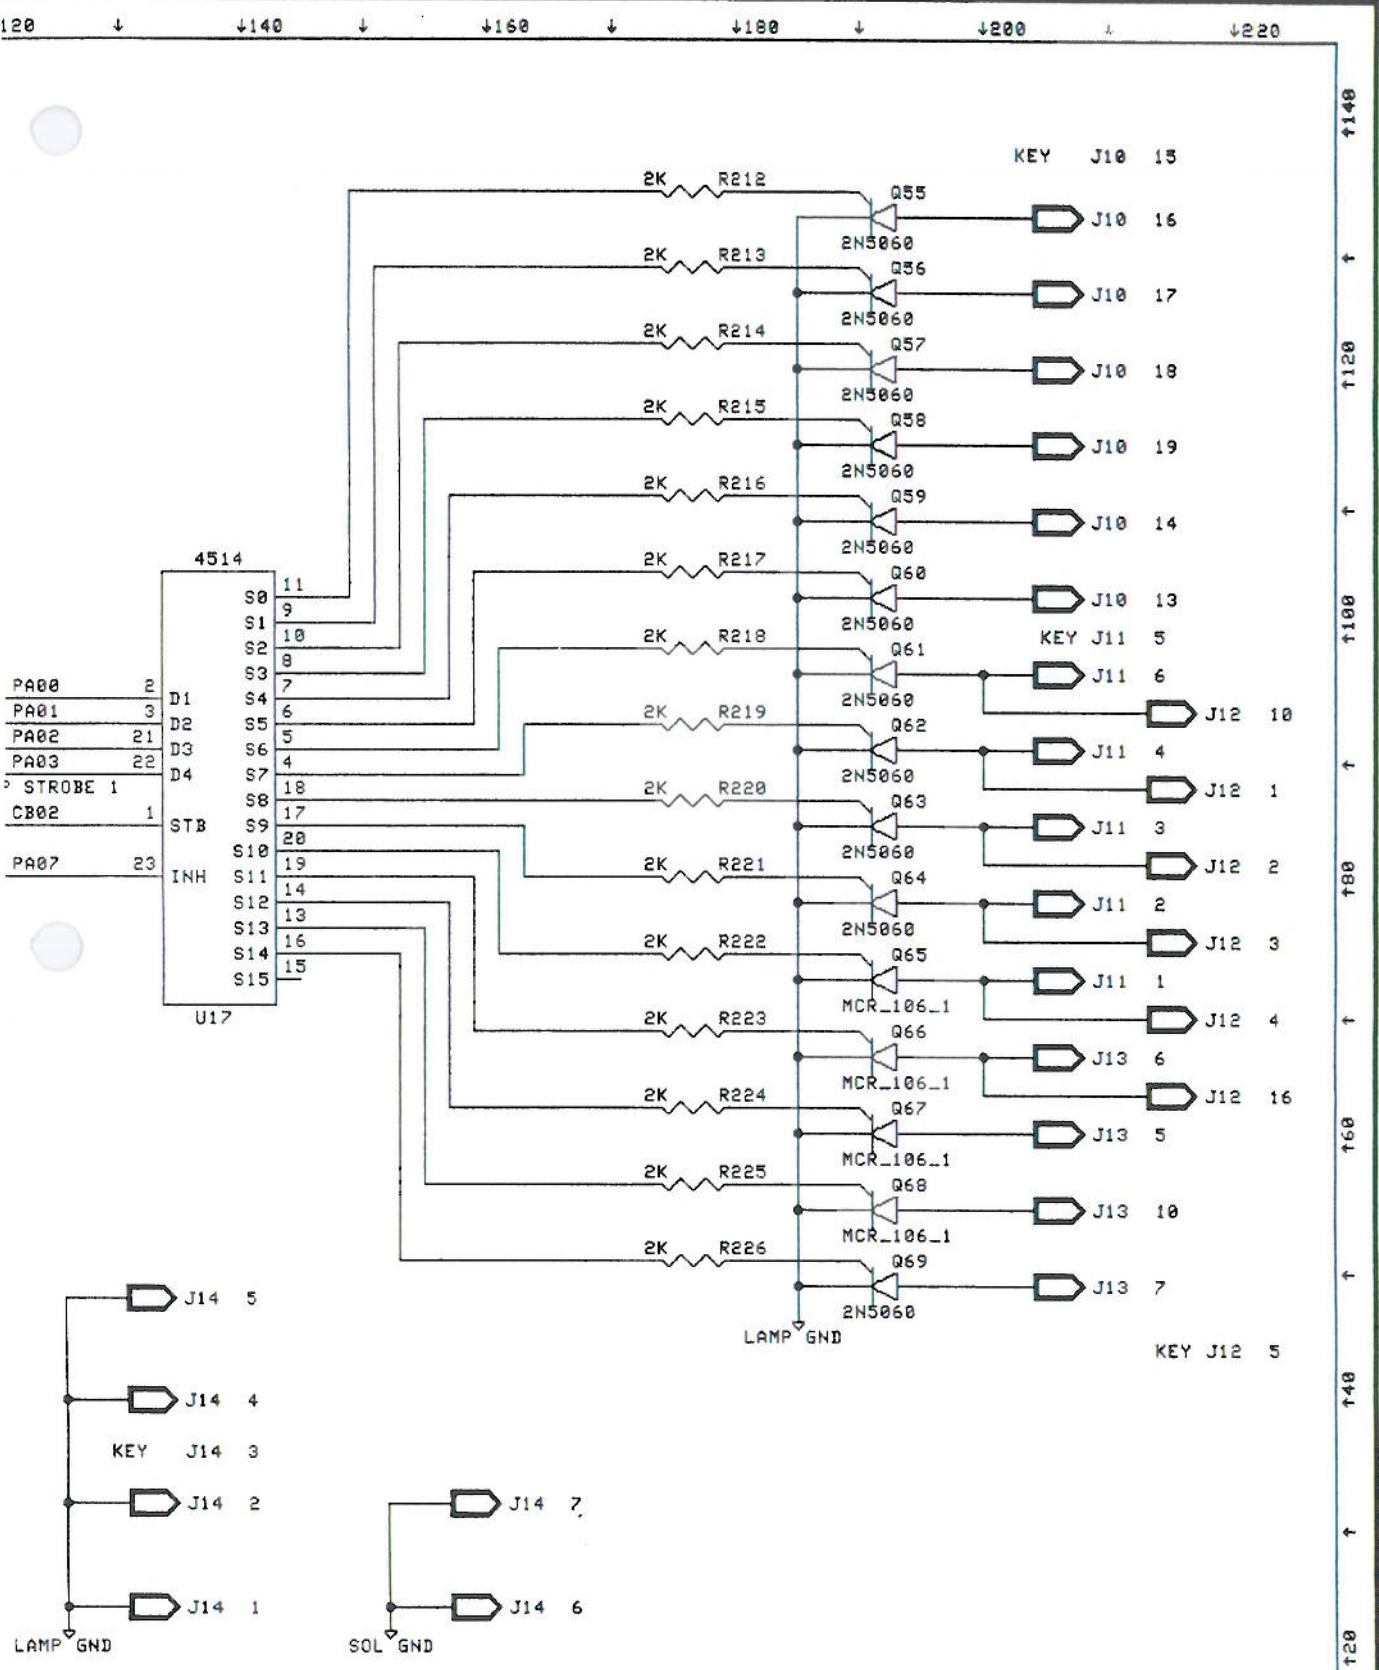 120 ↓ ↓140 ↓ ↓160 ↓ ↓180 ↓ ↓200 ↓220
↑140
KEY J10 15
2K R212 Q55
J10 16
2N5060
2K R213 Q56
J10 17
2N5060
2K R214 Q57
J10 18
↑120
2N5060
2K R215 Q58
J10 19
2N5060
2K R216 Q59
J10 14
2N5060
4514
2K R217 Q60
S0 11
J10 13
↑100
2N5060
S1 9
2K R218 KEY J11 5
S2 10
Q61
S3 8
J11 6
PA00 2 D1 S4 7
2N5060
J12 10
PA01 3 D2 S5 6
2K R219 Q62
PA02 21 D3 S6 5
J11 4
PA03 22 D4 S7 4
2N5060
P STROBE 1
J12 1
S8 18
2K R220 Q63
CB02 1 STB S9 17
J11 3
S10 20
2N5060
PA07 23 INH S11 19
2K R221 J12 2
↑80
Q64
S12 14
J11 2
S13 13
2N5060
2K R222 J12 3
S14 16
Q65
S15 15
J11 1
MCR_106_1
U17
2K R223 J12 4
Q66
J13 6
MCR_106_1
2K R224 J12 16
Q67
J13 5
↑60
MCR_106_1
2K R225 Q68
J13 10
MCR_106_1
2K R226 Q69
J13 7
J14 5
2N5060
LAMP GND
KEY J12 5
J14 4
↑40
KEY J14 3
J14 2
J14 7
J14 1
J14 6
LAMP GND
SOL GND
↑20